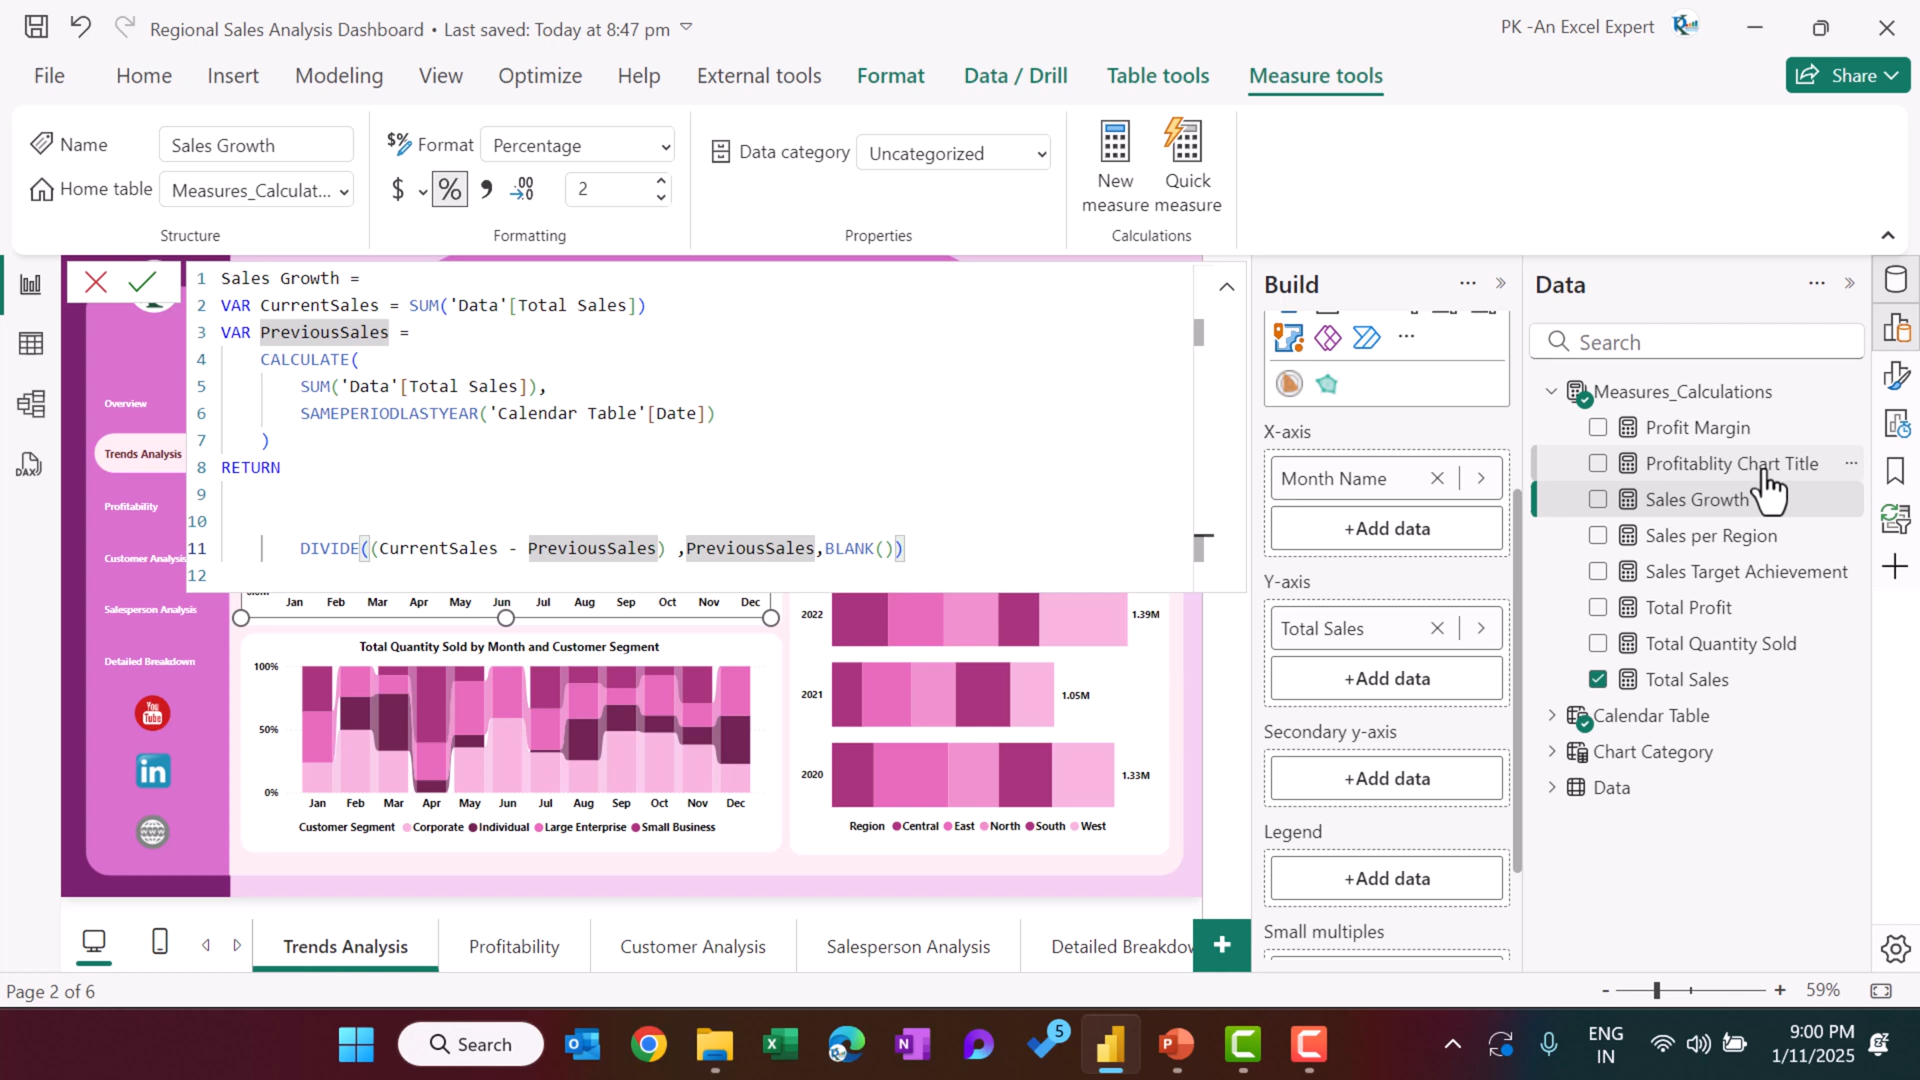 Regional Sales Analysis Dashboard • Last saved: Today at 8:47 pm
PK -An Excel Expert
File Home Insert Modeling View Optimize Help External tools Format Data / Drill Table tools Measure tools
Share
Name Sales Growth
Home table Measures_Calculat...
Structure
$% Format Percentage
$ % , .00 →.0 2
Formatting
Data category Uncategorized
Properties
New measure
Quick measure
Calculations
1 Sales Growth =
2 VAR CurrentSales = SUM('Data'[Total Sales])
3 VAR PreviousSales =
4 CALCULATE(
5 SUM('Data'[Total Sales]),
6 SAMEPERIODLASTYEAR('Calendar Table'[Date])
7 )
8 RETURN
9
10
11 DIVIDE((CurrentSales - PreviousSales) ,PreviousSales,BLANK())
12
DAX
Overview
Trends Analysis
Profitability
Customer Analysis
Salesperson Analysis
Detailed Breakdown
You Tube
in
Jan Feb Mar Apr May Jun Jul Aug Sep Oct Nov Dec
Total Quantity Sold by Month and Customer Segment
100%
50%
0%
Jan Feb Mar Apr May Jun Jul Aug Sep Oct Nov Dec
Customer Segment Corporate Individual Large Enterprise Small Business
2022 1.39M
2021 1.05M
2020 1.33M
Region Central East North South West
Build
X-axis
Month Name
+Add data
Y-axis
Total Sales
+Add data
Secondary y-axis
+Add data
Legend
+Add data
Small multiples
Data
Search
Measures_Calculations
Profit Margin
Profitablity Chart Title
Sales Growth
Sales per Region
Sales Target Achievement
Total Profit
Total Quantity Sold
Total Sales
Calendar Table
Chart Category
Data
Trends Analysis Profitability Customer Analysis Salesperson Analysis Detailed Breakdov
Page 2 of 6
- + 59%
Search
5
ENG
IN
9:00 PM
1/11/2025